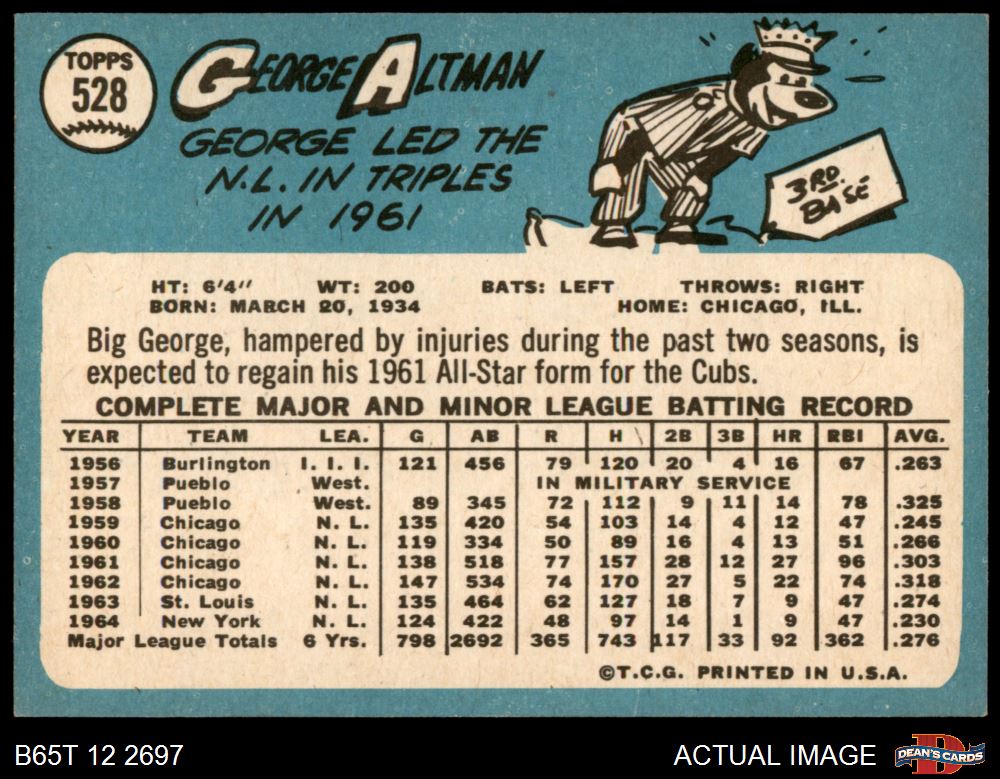 TOPPS
528
GEORGE ALTMAN
GEORGE LED THE
N.L. IN TRIPLES
IN 1961
3RD.
BASE
HT: 6'4" WT: 200 BATS: LEFT THROWS: RIGHT
BORN: MARCH 20, 1934 HOME: CHICAGO, ILL.
Big George, hampered by injuries during the past two seasons, is
expected to regain his 1961 All-Star form for the Cubs.
COMPLETE MAJOR AND MINOR LEAGUE BATTING RECORD
YEAR TEAM LEA. G AB R H 2B 3B HR RBI AVG.
1956 Burlington I. I. I. 121 456 79 120 20 4 16 67 .263
1957 Pueblo West. IN MILITARY SERVICE
1958 Pueblo West. 89 345 72 112 9 11 14 78 .325
1959 Chicago N. L. 135 420 54 103 14 4 12 47 .245
1960 Chicago N. L. 119 334 50 89 16 4 13 51 .266
1961 Chicago N. L. 138 518 77 157 28 12 27 96 .303
1962 Chicago N. L. 147 534 74 170 27 5 22 74 .318
1963 St. Louis N. L. 135 464 62 127 18 7 9 47 .274
1964 New York N. L. 124 422 48 97 14 1 9 47 .230
Major League Totals 6 Yrs. 798 2692 365 743 117 33 92 362 .276
©T.C.G. PRINTED IN U.S.A.
B65T 12 2697 ACTUAL IMAGE
DEAN'S CARDS